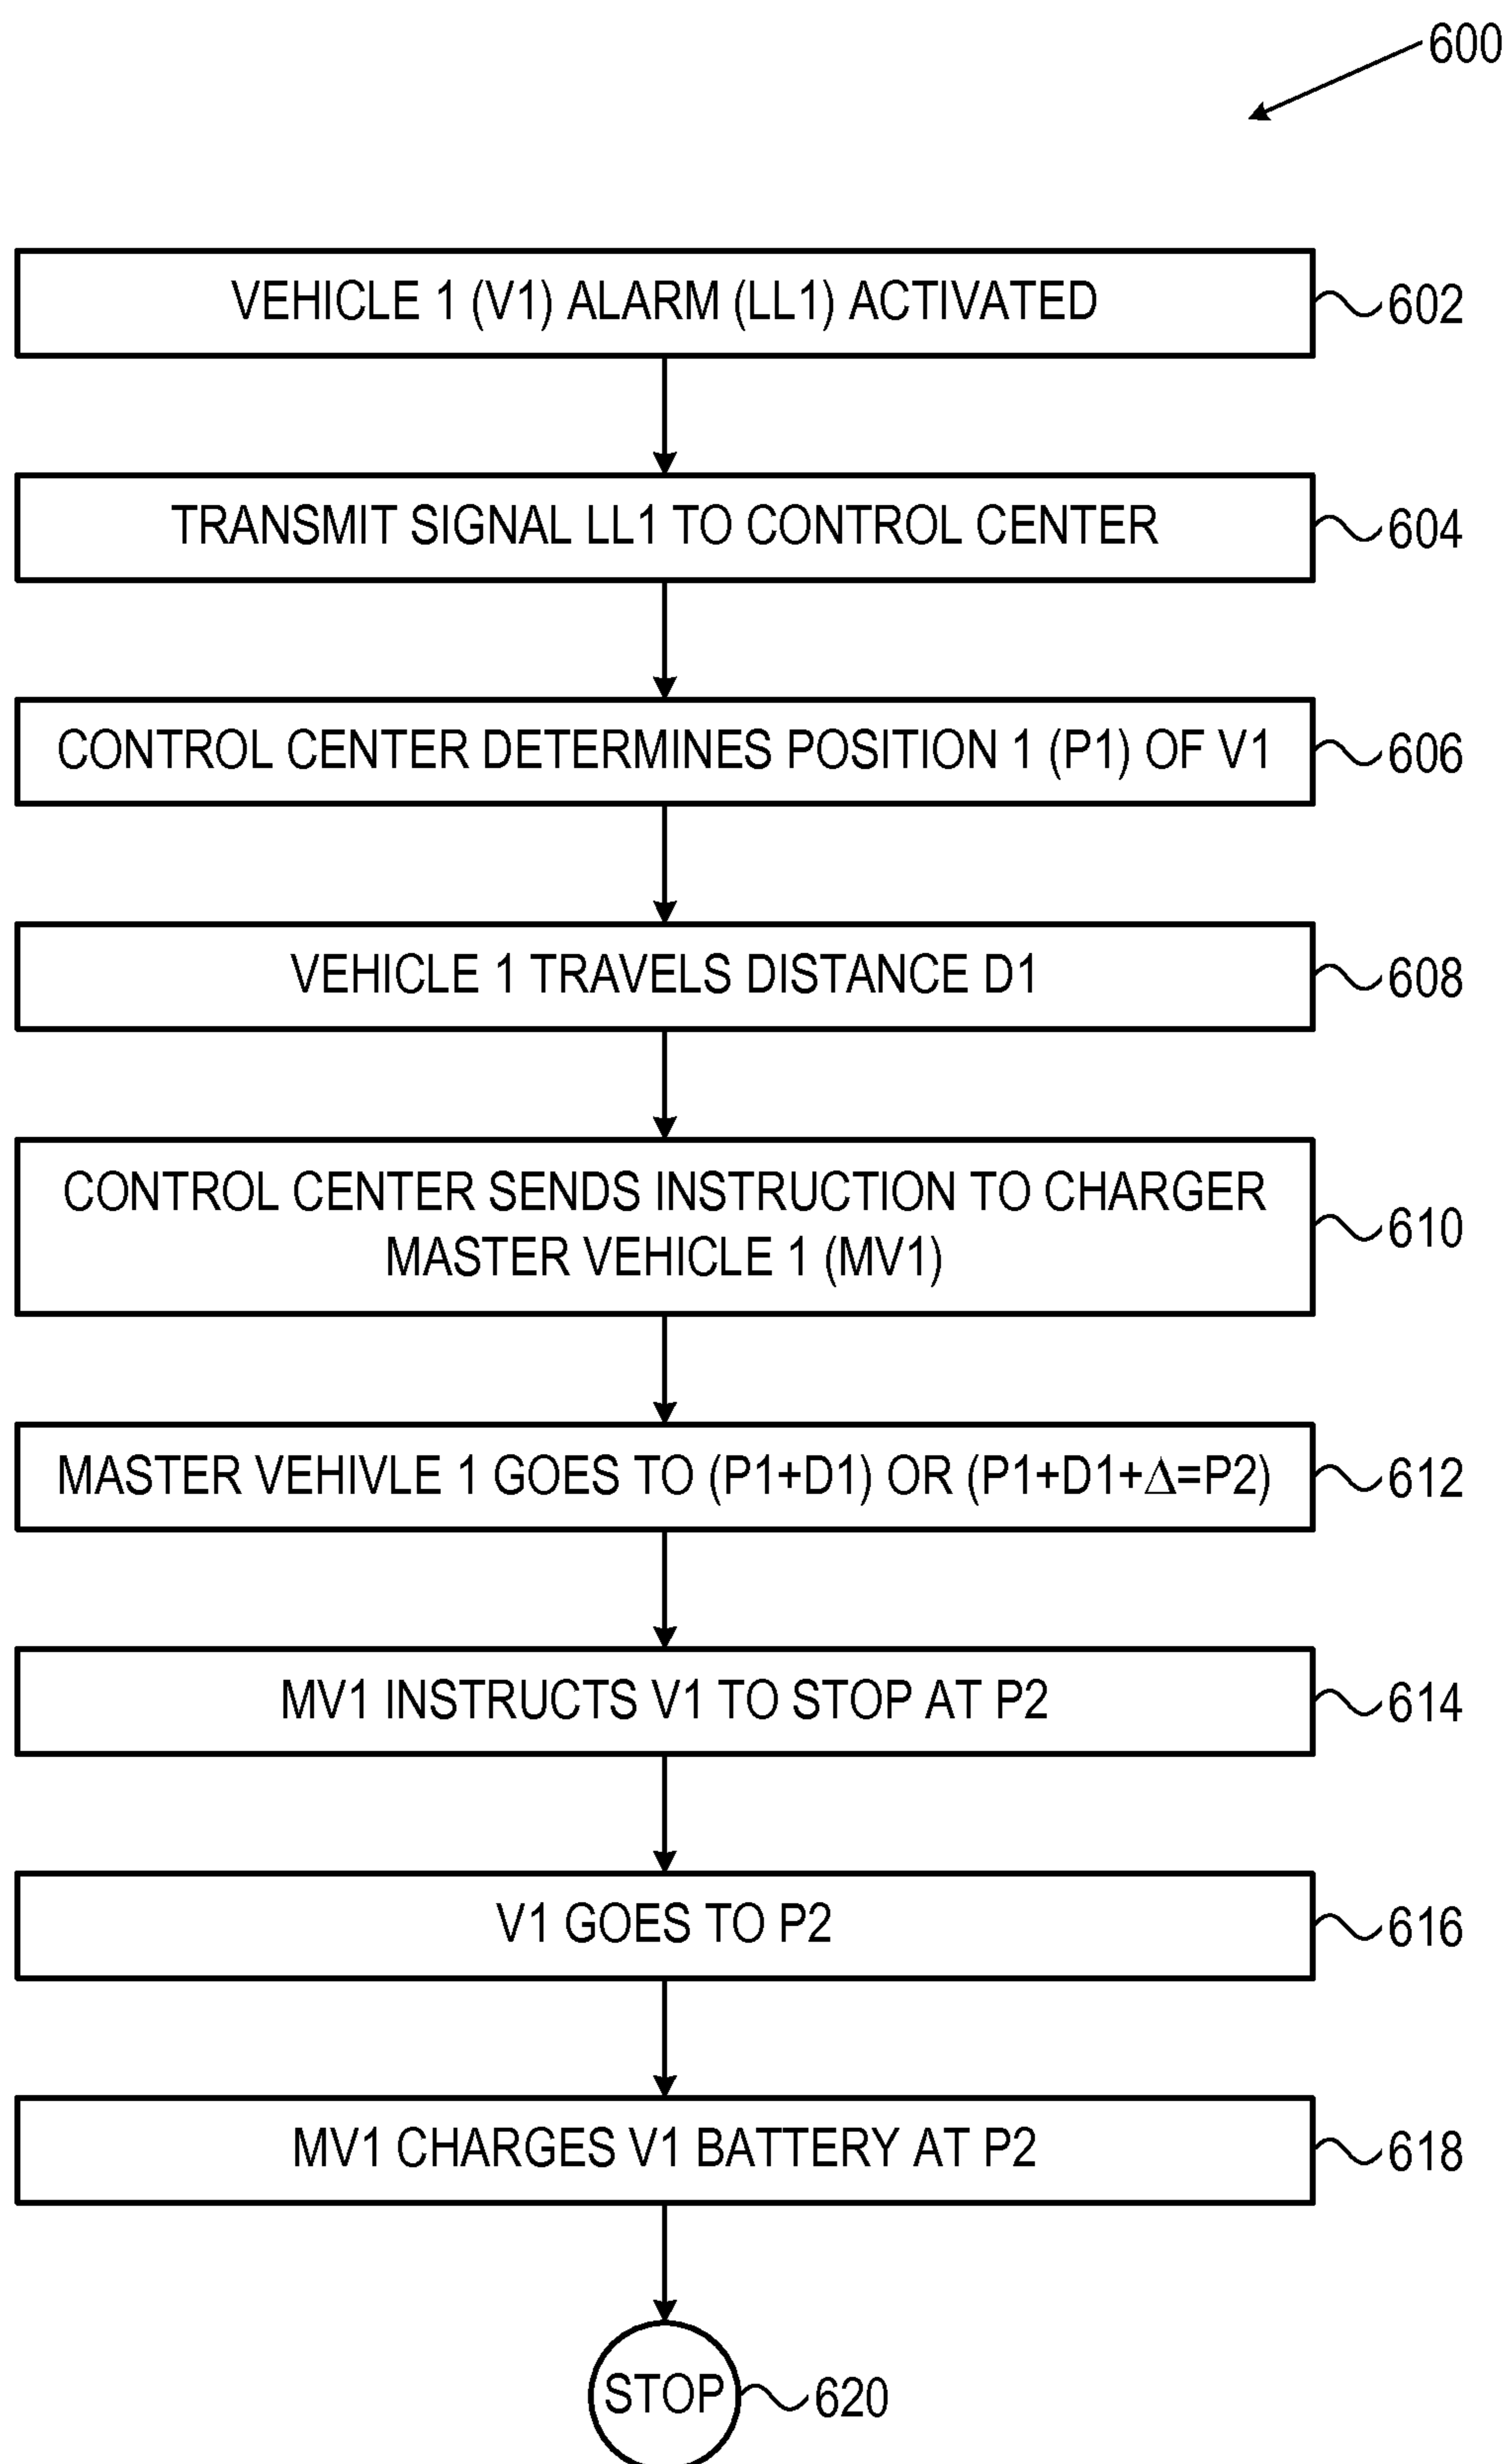 600
VEHICLE 1 (V1) ALARM (LL1) ACTIVATED
602
TRANSMIT SIGNAL LL1 TO CONTROL CENTER
604
CONTROL CENTER DETERMINES POSITION 1 (P1) OF V1
606
VEHICLE 1 TRAVELS DISTANCE D1
608
CONTROL CENTER SENDS INSTRUCTION TO CHARGER
MASTER VEHICLE 1 (MV1)
610
MASTER VEHIVLE 1 GOES TO (P1+D1) OR (P1+D1+Δ=P2)
612
MV1 INSTRUCTS V1 TO STOP AT P2
614
V1 GOES TO P2
616
MV1 CHARGES V1 BATTERY AT P2
618
STOP
620